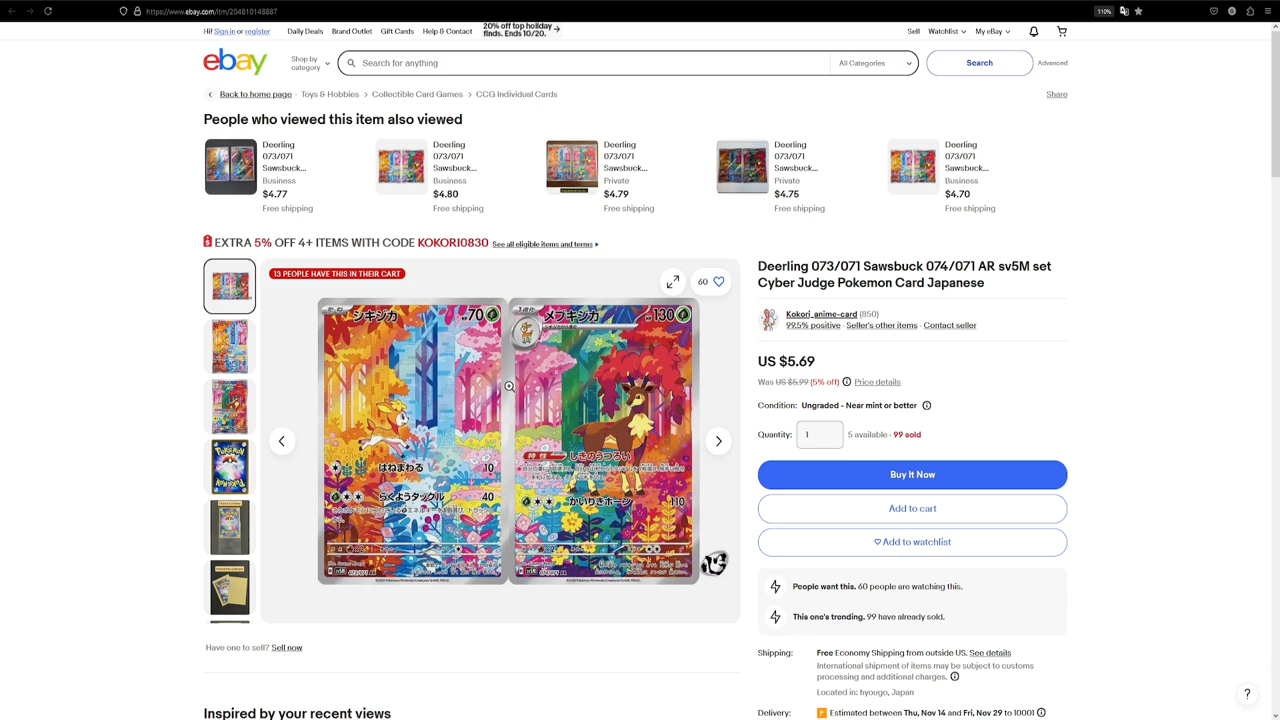 https://www.ebay.com/itm/204810148887
110%
Hi! Sign in or register
Daily Deals
Brand Outlet
Gift Cards
Help & Contact
20% off top holiday finds. Ends 10/20.
Sell
Watchlist
My eBay
ebay
Shop by category
Search for anything
All Categories
Search
Advanced
Back to home page
Toys & Hobbies
Collectible Card Games
CCG Individual Cards
Share
People who viewed this item also viewed
Deerling
073/071
Sawsbuck...
Business
$4.77
Free shipping
Deerling
073/071
Sawsbuck...
Business
$4.80
Free shipping
Deerling
073/071
Sawsbuck...
Private
$4.79
Free shipping
Deerling
073/071
Sawsbuck...
Private
$4.75
Free shipping
Deerling
073/071
Sawsbuck...
Business
$4.70
Free shipping
EXTRA 5% OFF 4+ ITEMS WITH CODE KOKORI0830 See all eligible items and terms
13 PEOPLE HAVE THIS IN THEIR CART
60
シキジカ 70
はねまわる 10
らくようタックル 40
メブキジカ 130
特性 しきのうつろい
かいりきホーン 110
Deerling 073/071 Sawsbuck 074/071 AR sv5M set
Cyber Judge Pokemon Card Japanese
Kokori_anime-card (850)
99.5% positive · Seller's other items · Contact seller
US $5.69
Was US $5.99 (5% off) Price details
Condition: Ungraded - Near mint or better
Quantity: 1 5 available · 99 sold
Buy It Now
Add to cart
Add to watchlist
People want this. 60 people are watching this.
This one's trending. 99 have already sold.
Shipping: Free Economy Shipping from outside US. See details
International shipment of items may be subject to customs
processing and additional charges.
Located in: hyougo, Japan
Delivery: Estimated between Thu, Nov 14 and Fri, Nov 29 to 10001
Have one to sell? Sell now
Inspired by your recent views
?